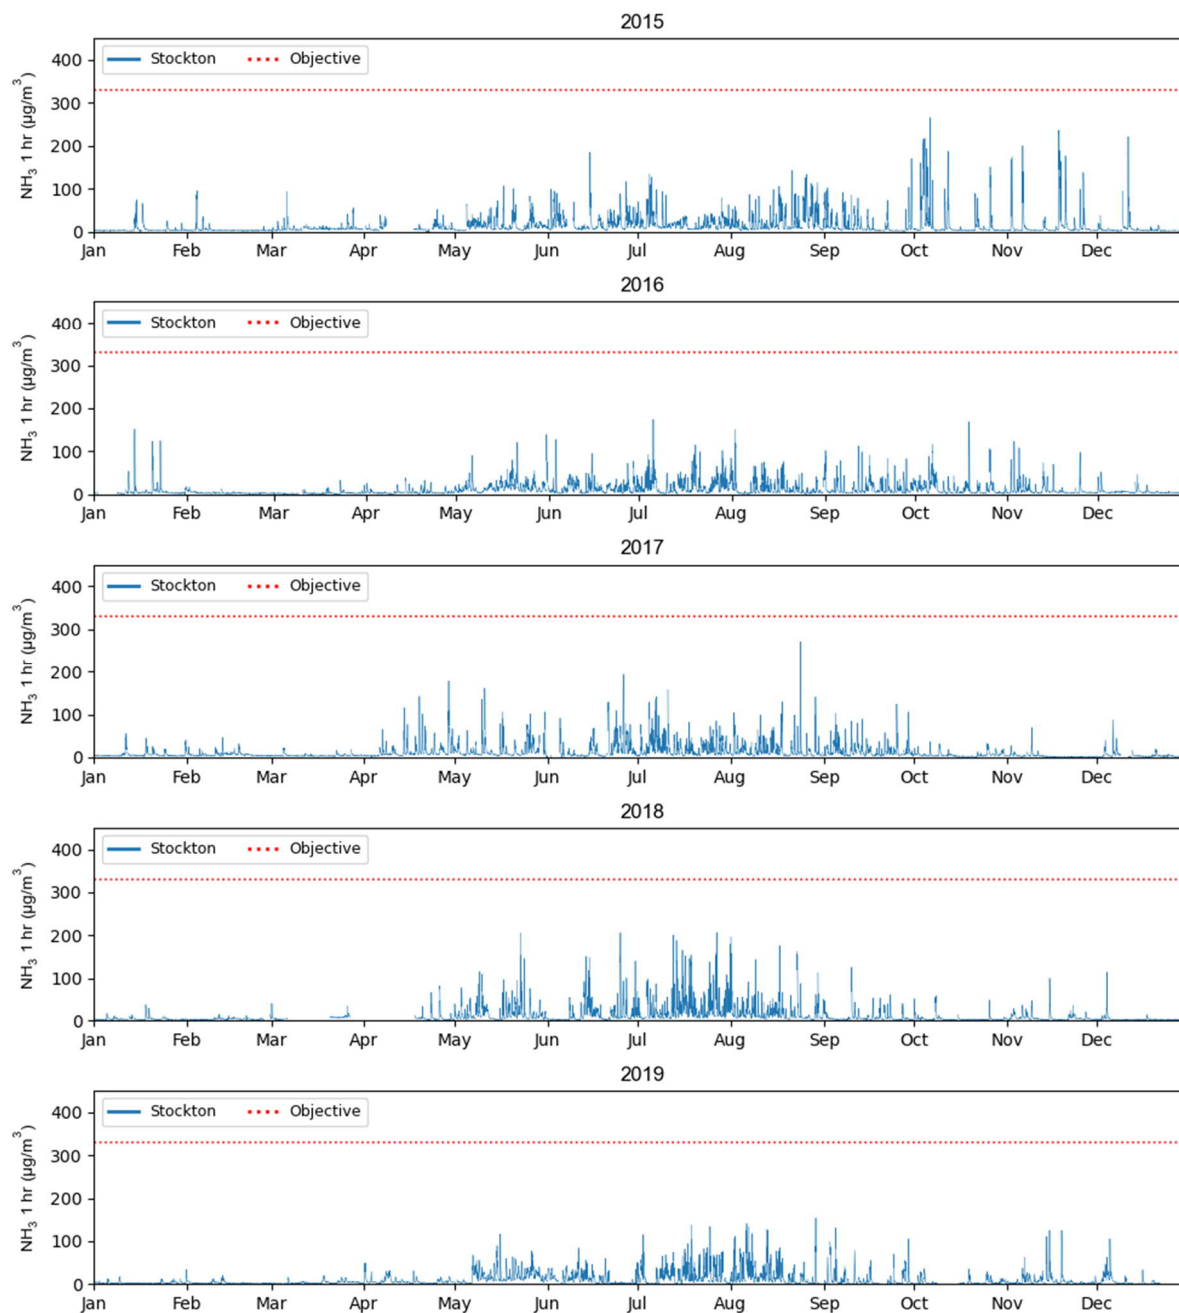 2015
NH3 1 hr (µg/m3)
400
300
200
100
0
Stockton Objective
Jan Feb Mar Apr May Jun Jul Aug Sep Oct Nov Dec
2016
NH3 1 hr (µg/m3)
400
300
200
100
0
Stockton Objective
Jan Feb Mar Apr May Jun Jul Aug Sep Oct Nov Dec
2017
NH3 1 hr (µg/m3)
400
300
200
100
0
Stockton Objective
Jan Feb Mar Apr May Jun Jul Aug Sep Oct Nov Dec
2018
NH3 1 hr (µg/m3)
400
300
200
100
0
Stockton Objective
Jan Feb Mar Apr May Jun Jul Aug Sep Oct Nov Dec
2019
NH3 1 hr (µg/m3)
400
300
200
100
0
Stockton Objective
Jan Feb Mar Apr May Jun Jul Aug Sep Oct Nov Dec